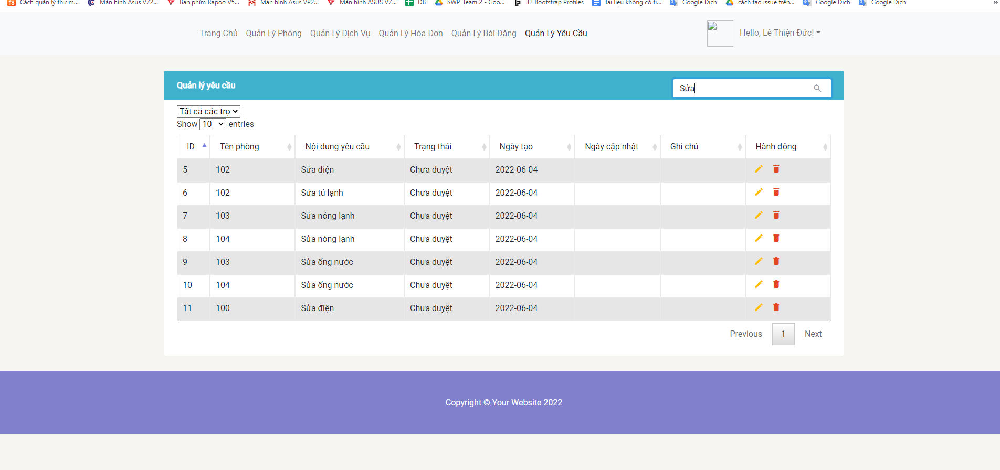 Cách quản lý thư m... Màn hình Asus VZ2... Bàn phím Rapoo V5... Màn hình Asus VP2... Màn hình ASUS VZ... DB SWP_Team 2 - Goo... 32 Bootstrap Profiles Tài liệu không có ti... Google Dịch cách tạo issue trên... Google Dịch Google Dịch »
Trang Chủ Quản Lý Phòng Quản Lý Dịch Vụ Quản Lý Hóa Đơn Quản Lý Bài Đăng Quản Lý Yêu Cầu Hello, Lê Thiện Đức!
Quản lý yêu cầu Sửa
Tất cả các trọ
Show 10 entries
ID Tên phòng Nội dung yêu cầu Trạng thái Ngày tạo Ngày cập nhật Ghi chú Hành động
5 102 Sửa điện Chưa duyệt 2022-06-04
6 102 Sửa tủ lạnh Chưa duyệt 2022-06-04
7 103 Sửa nóng lạnh Chưa duyệt 2022-06-04
8 104 Sửa nóng lạnh Chưa duyệt 2022-06-04
9 103 Sửa ống nước Chưa duyệt 2022-06-04
10 104 Sửa ống nước Chưa duyệt 2022-06-04
11 100 Sửa điện Chưa duyệt 2022-06-04
Previous 1 Next
Copyright © Your Website 2022